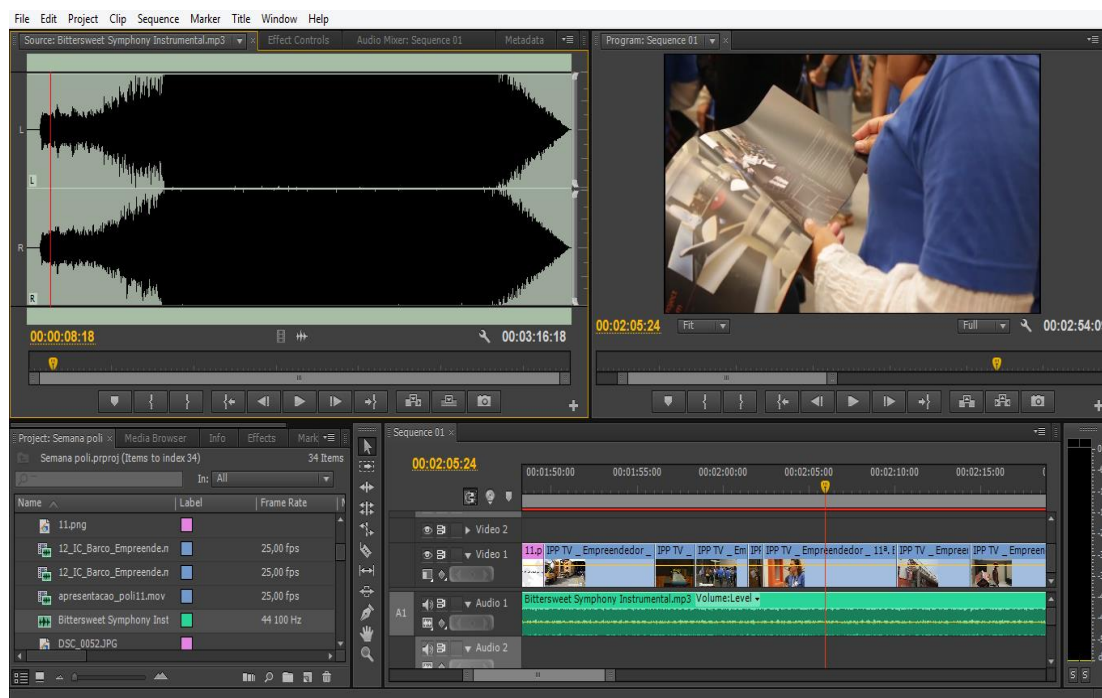 File Edit Project Clip Sequence Marker Title Window Help
Source: Bittersweet Symphony Instrumental.mp3 Effect Controls Audio Mixer: Sequence 01 Metadata
Program: Sequence 01
L
L
R
R
00:00:08:18
00:03:16:18
00:02:05:24 Fit Full 00:02:54:0
Project: Semana poli Media Browser Info Effects Mark
Semana poli.prproj (Items to index 34) 34 Items
In: All
Name Label Frame Rate
11.png
12_IC_Barco_Empreende.n 25,00 fps
12_IC_Barco_Empreende.n 25,00 fps
apresentacao_poli11.mov 25,00 fps
Bittersweet Symphony Inst 44 100 Hz
DSC_0052.JPG
Sequence 01
00:02:05:24
00:01:50:00 00:01:55:00 00:02:00:00 00:02:05:00 00:02:10:00 00:02:15:00
Video 2
Video 1
11.p IPP TV _ Empreendedor _ IPP TV _ IPP TV _ Em IPP TV _ Empreendedor _ 11ª. E IPP TV _ Empreer IPP TV _ Empreen
A1 Audio 1
Bittersweet Symphony Instrumental.mp3 Volume:Level
Audio 2
S S